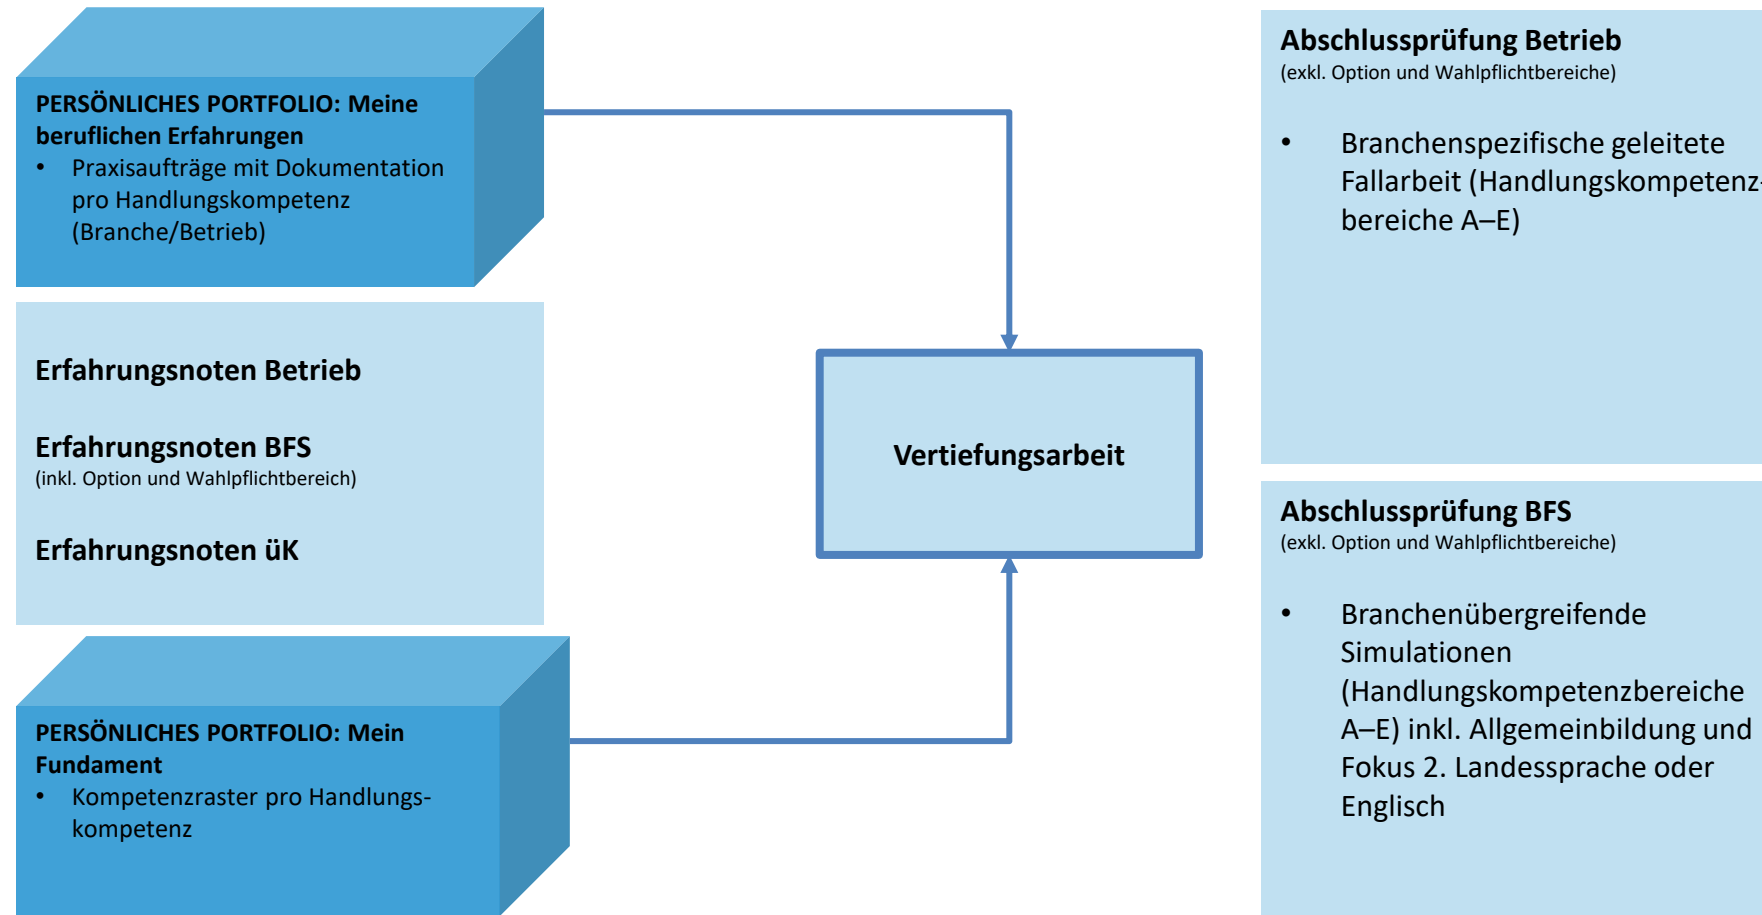 PERSÖNLICHES PORTFOLIO: Meine
beruflichen Erfahrungen
• Praxisaufträge mit Dokumentation
pro Handlungskompetenz
(Branche/Betrieb)
Erfahrungsnoten Betrieb
Erfahrungsnoten BFS
(inkl. Option und Wahlpflichtbereich)
Erfahrungsnoten üK
PERSÖNLICHES PORTFOLIO: Mein
Fundament
• Kompetenzraster pro Handlungs-
kompetenz
Vertiefungsarbeit
Abschlussprüfung Betrieb
(exkl. Option und Wahlpflichtbereiche)
• Branchenspezifische geleitete
Fallarbeit (Handlungskompetenz-
bereiche A–E)
Abschlussprüfung BFS
(exkl. Option und Wahlpflichtbereiche)
• Branchenübergreifende
Simulationen
(Handlungskompetenzbereiche
A–E) inkl. Allgemeinbildung und
Fokus 2. Landessprache oder
Englisch